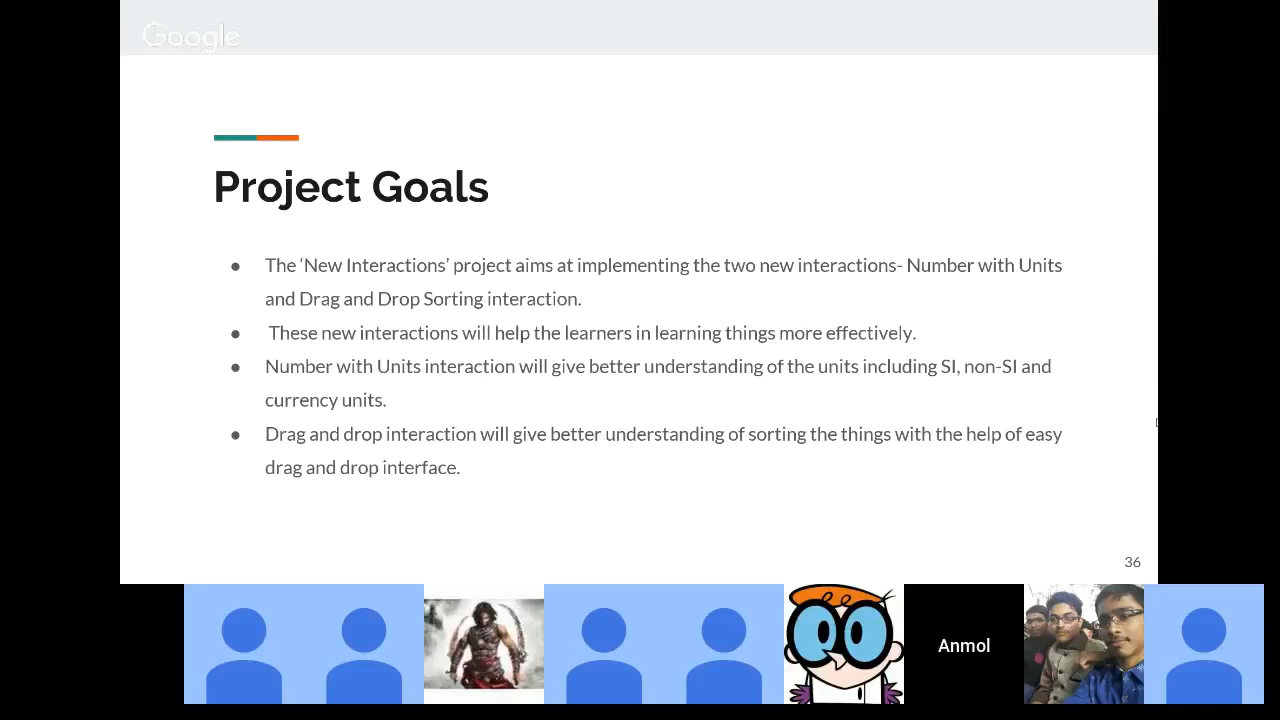 Google
Project Goals
● The ‘New Interactions’ project aims at implementing the two new interactions- Number with Units
and Drag and Drop Sorting interaction.
● These new interactions will help the learners in learning things more effectively.
● Number with Units interaction will give better understanding of the units including SI, non-SI and
currency units.
● Drag and drop interaction will give better understanding of sorting the things with the help of easy
drag and drop interface.
36
Anmol